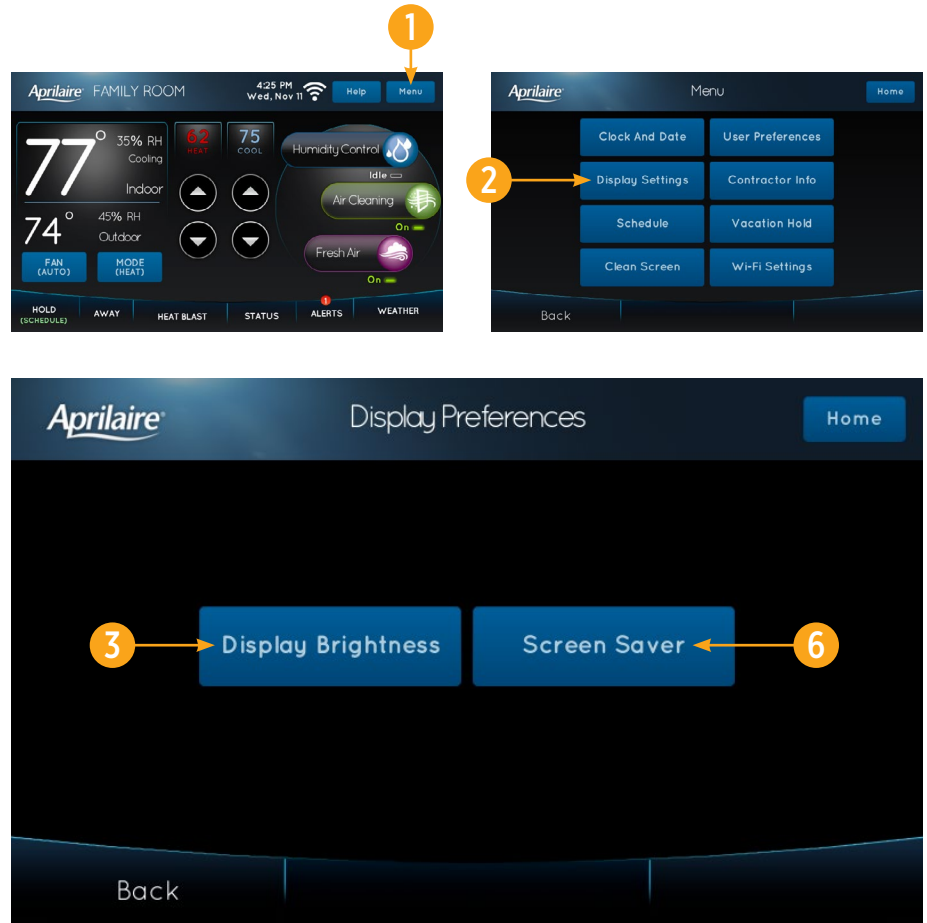 1
Aprilaire FAMILY ROOM
4:25 PM
Wed, Nov 11
Help
Menu
77° 35% RH
Cooling
Indoor
74° 45% RH
Outdoor
62
HEAT
75
COOL
Humidity Control
Idle
Air Cleaning
On
Fresh Air
On
FAN
(AUTO)
MODE
(HEAT)
HOLD
(SCHEDULE)
AWAY
HEAT BLAST
STATUS
1
ALERTS
WEATHER
Aprilaire
Menu
Home
Clock And Date
User Preferences
2
Display Settings
Contractor Info
Schedule
Vacation Hold
Clean Screen
Wi-Fi Settings
Back
Aprilaire
Display Preferences
Home
3
Display Brightness
Screen Saver
6
Back